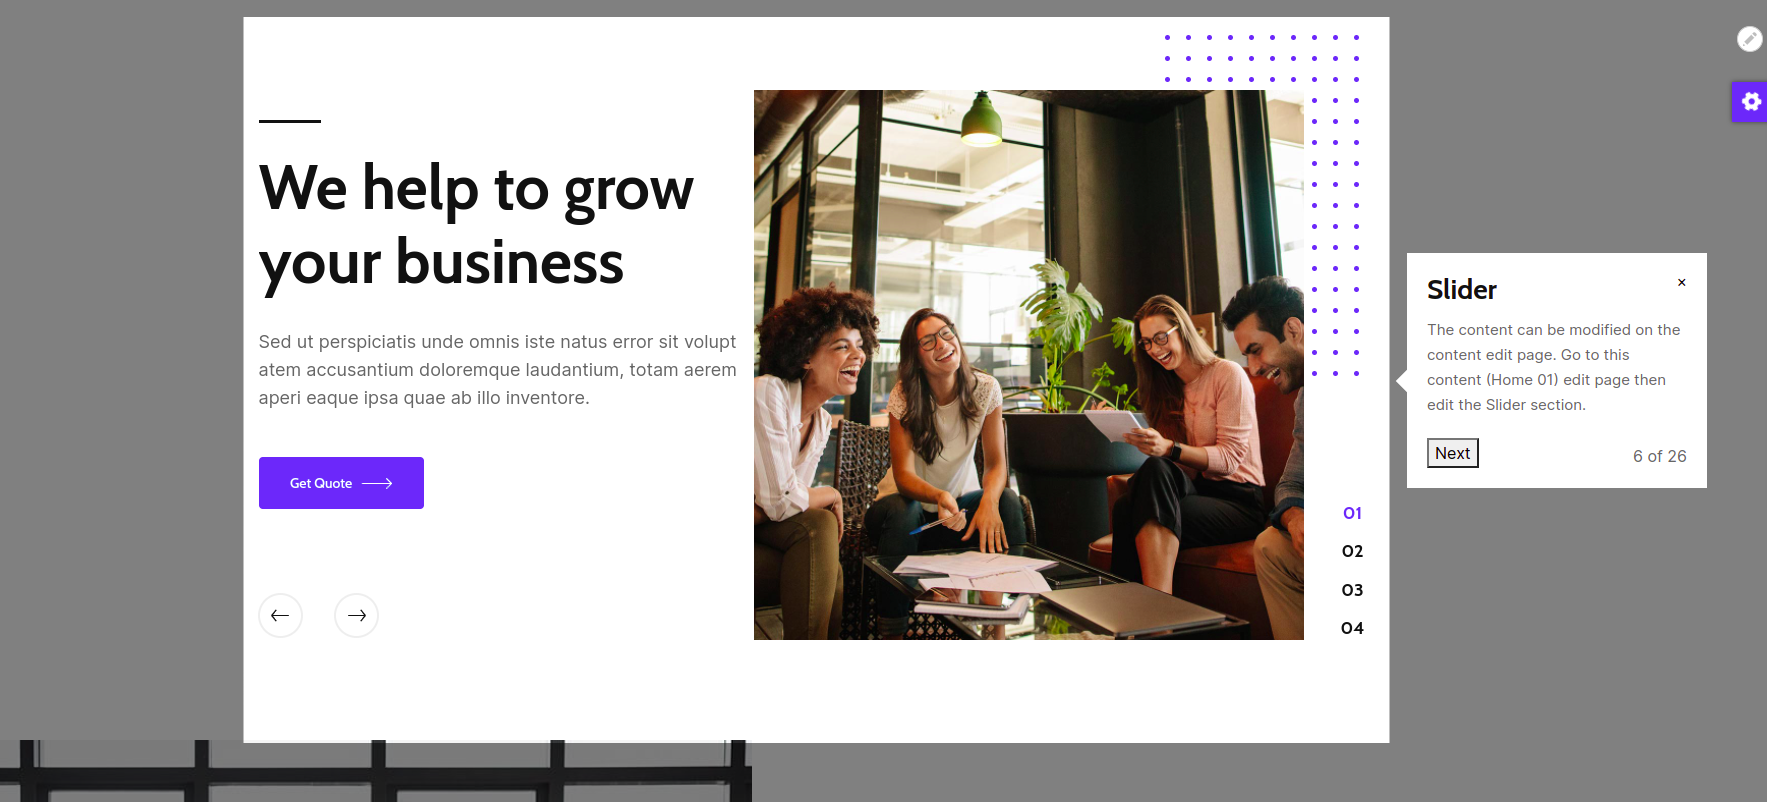 We help to grow
your business
Sed ut perspiciatis unde omnis iste natus error sit volupt
atem accusantium doloremque laudantium, totam aerem
aperi eaque ipsa quae ab illo inventore.
Get Quote
01
02
03
04
Slider
×
The content can be modified on the
content edit page. Go to this
content (Home 01) edit page then
edit the Slider section.
Next
6 of 26